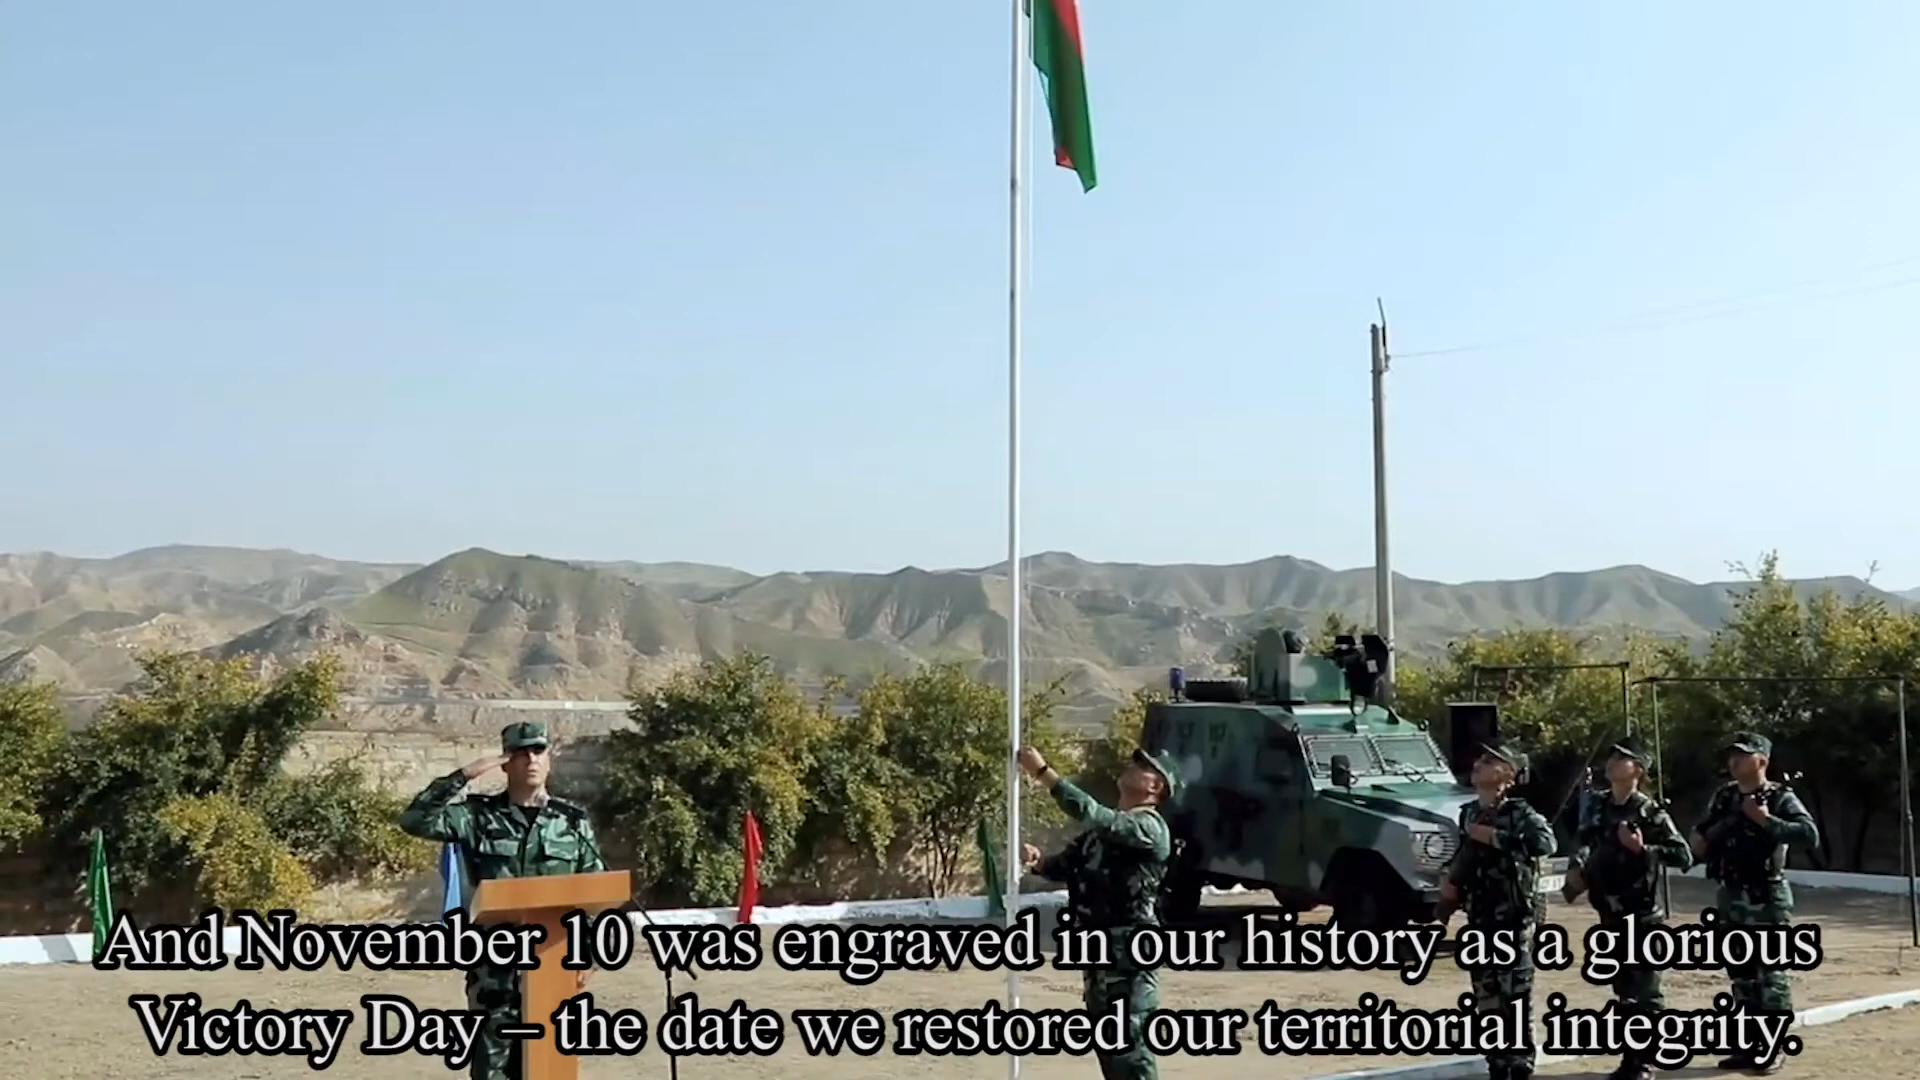 And November 10 was engraved in our history as a glorious
Victory Day – the date we restored our territorial integrity.